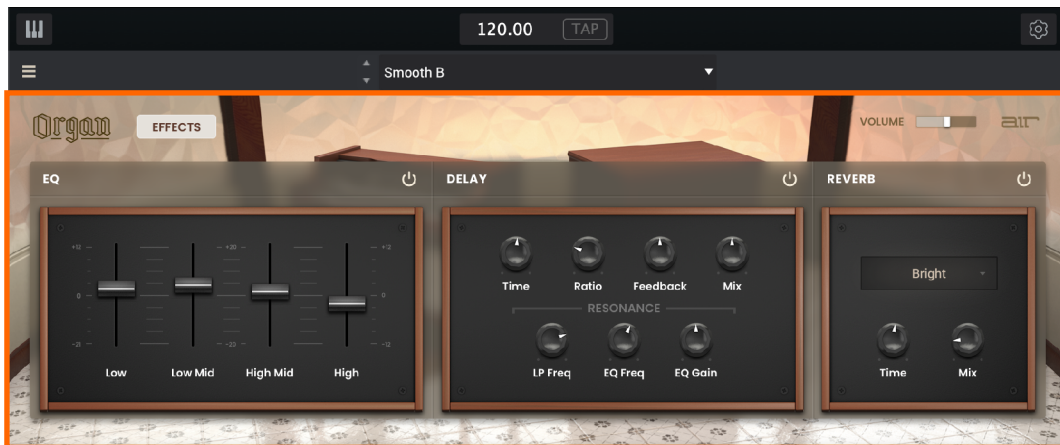 120.00 TAP
Smooth B
Organ EFFECTS VOLUME air
EQ DELAY REVERB
+12 +20 +12
0 0
-21 -23 -12
Low Low Mid High Mid High
Time Ratio Feedback Mix
RESONANCE
LP Freq EQ Freq EQ Gain
Bright
Time Mix